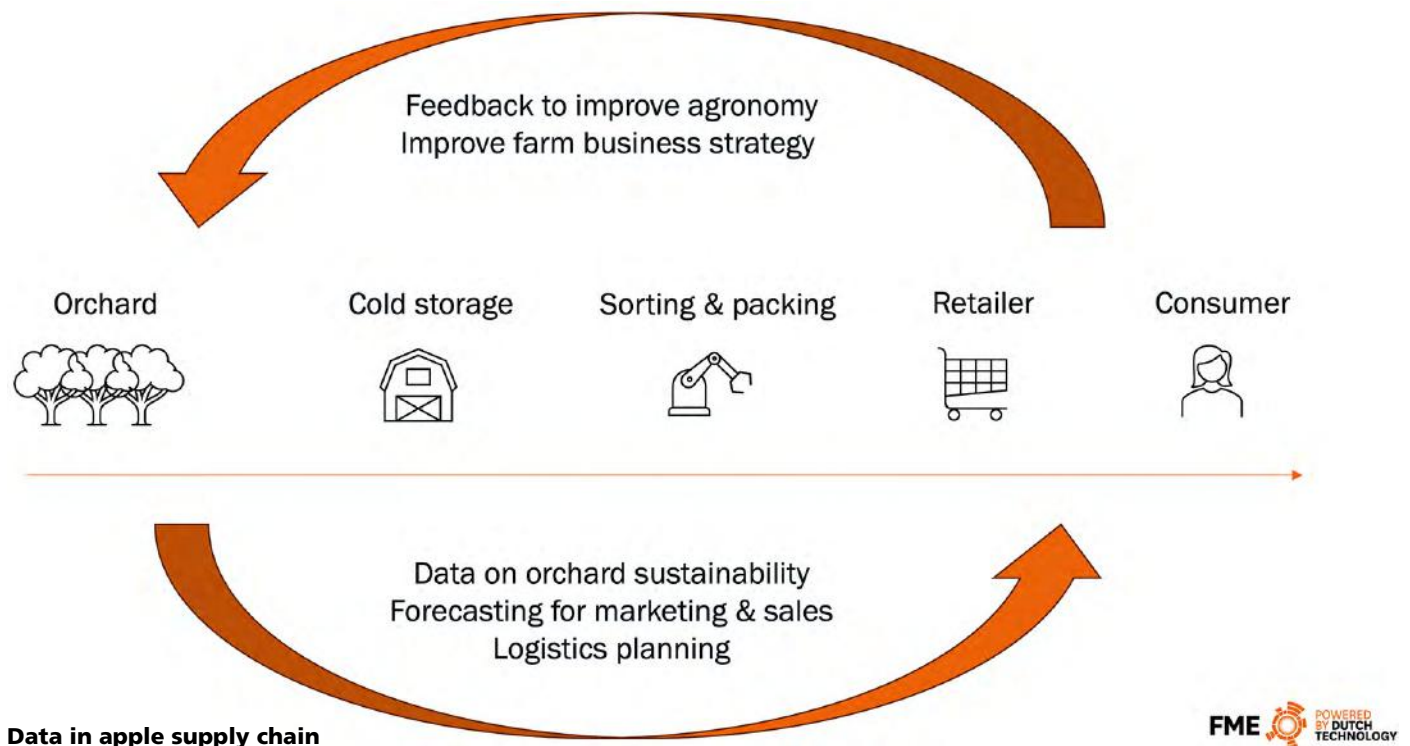 Feedback to improve agronomy
Improve farm business strategy
Orchard
Cold storage
Sorting & packing
Retailer
Consumer
Data on orchard sustainability
Forecasting for marketing & sales
Logistics planning
Data in apple supply chain
FME
POWERED
BY DUTCH
TECHNOLOGY